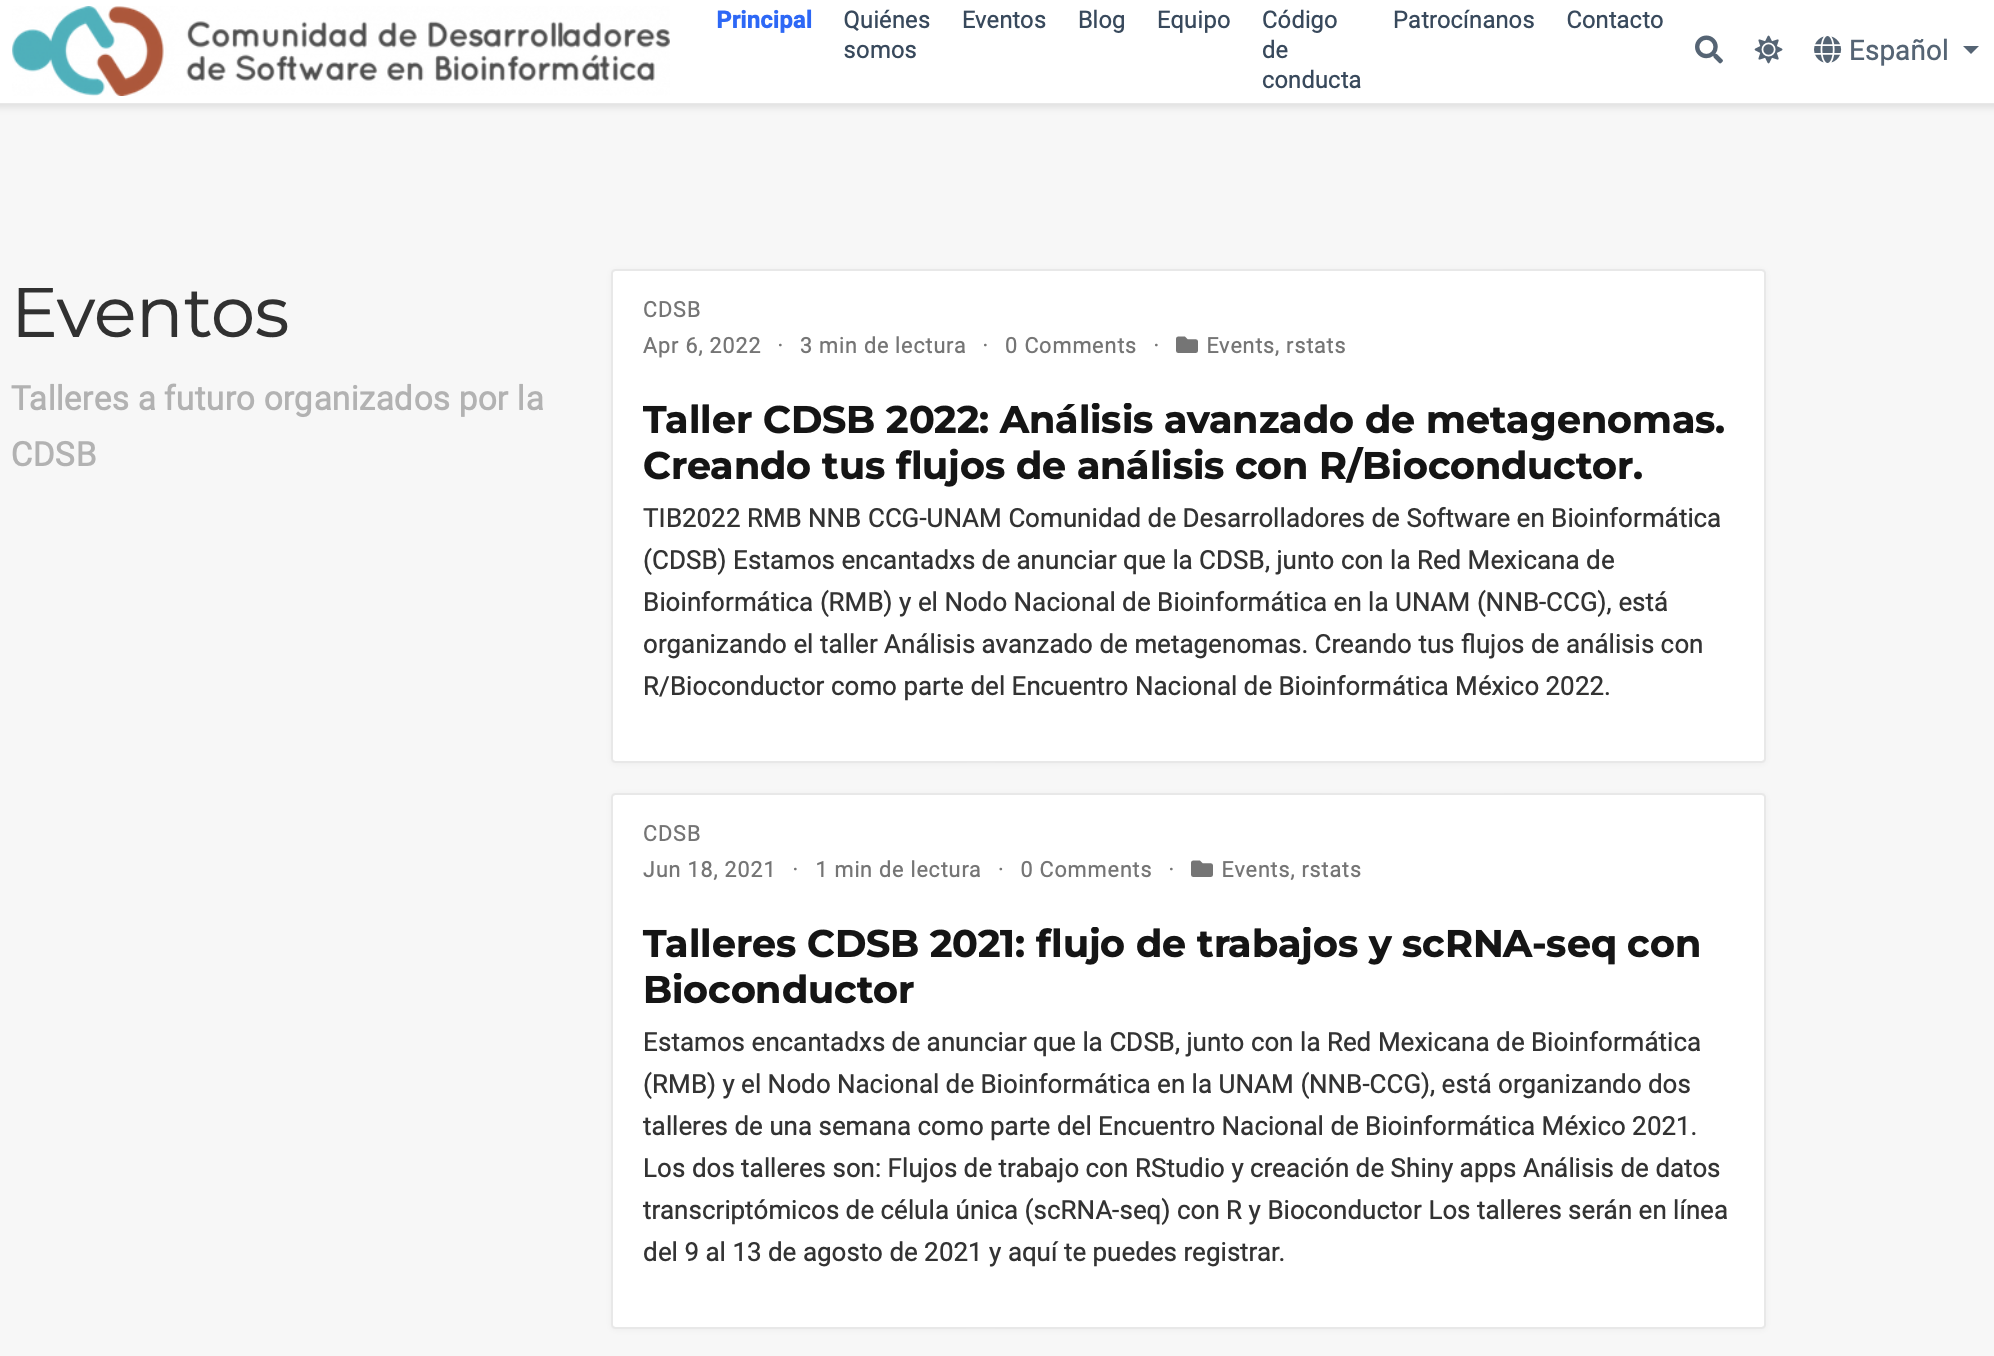 Comunidad de Desarrolladores
de Software en Bioinformática
Principal
Quiénes
somos
Eventos
Blog
Equipo
Código
de
conducta
Patrocínanos
Contacto
Español
Eventos
Talleres a futuro organizados por la
CDSB
CDSB
Apr 6, 2022 · 3 min de lectura · 0 Comments · Events, rstats
Taller CDSB 2022: Análisis avanzado de metagenomas.
Creando tus flujos de análisis con R/Bioconductor.
TIB2022 RMB NNB CCG-UNAM Comunidad de Desarrolladores de Software en Bioinformática
(CDSB) Estamos encantadxs de anunciar que la CDSB, junto con la Red Mexicana de
Bioinformática (RMB) y el Nodo Nacional de Bioinformática en la UNAM (NNB-CCG), está
organizando el taller Análisis avanzado de metagenomas. Creando tus flujos de análisis con
R/Bioconductor como parte del Encuentro Nacional de Bioinformática México 2022.
CDSB
Jun 18, 2021 · 1 min de lectura · 0 Comments · Events, rstats
Talleres CDSB 2021: flujo de trabajos y scRNA-seq con
Bioconductor
Estamos encantadxs de anunciar que la CDSB, junto con la Red Mexicana de Bioinformática
(RMB) y el Nodo Nacional de Bioinformática en la UNAM (NNB-CCG), está organizando dos
talleres de una semana como parte del Encuentro Nacional de Bioinformática México 2021.
Los dos talleres son: Flujos de trabajo con RStudio y creación de Shiny apps Análisis de datos
transcriptómicos de célula única (scRNA-seq) con R y Bioconductor Los talleres serán en línea
del 9 al 13 de agosto de 2021 y aquí te puedes registrar.